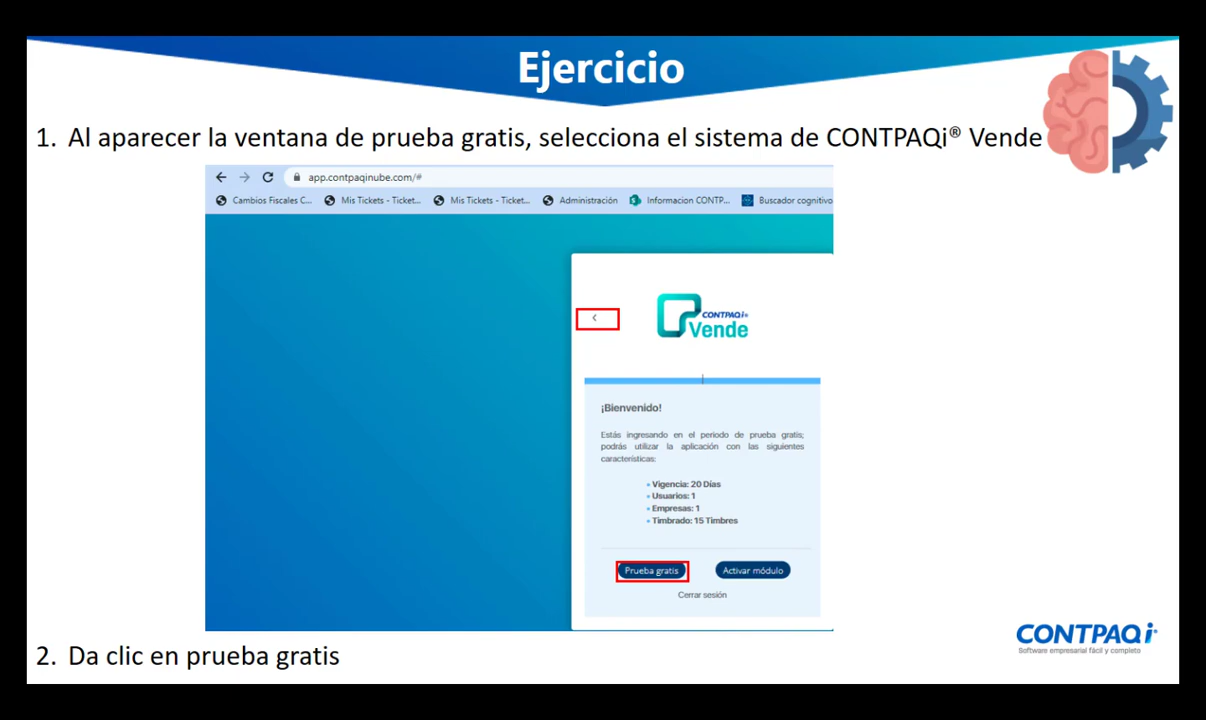 Ejercicio
1. Al aparecer la ventana de prueba gratis, selecciona el sistema de CONTPAQi® Vende
app.contpaqinube.com/#
Cambios Fiscales C... Mis Tickets - Ticket... Mis Tickets - Ticket... Administración Informacion CONTP... Buscador cognitivo
CONTPAQi®
Vende
¡Bienvenido!
Estás ingresando en el periodo de prueba gratis;
podrás utilizar la aplicación con las siguientes
características:
• Vigencia: 20 Días
• Usuarios: 1
• Empresas: 1
• Timbrado: 15 Timbres
Prueba gratis Activar módulo
Cerrar sesión
CONTPAQi®
Software empresarial fácil y completo
2. Da clic en prueba gratis